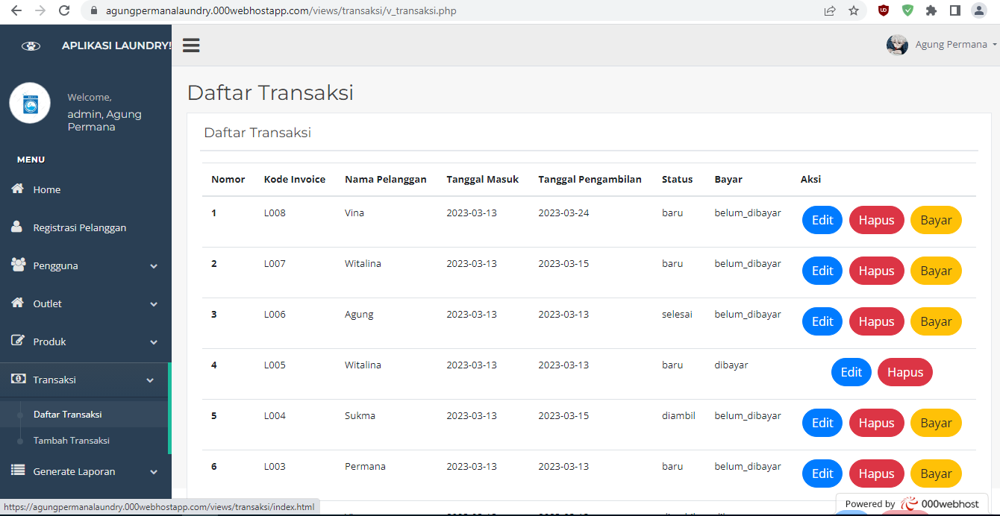 agungpermanalaundry.000webhostapp.com/views/transaksi/v_transaksi.php
APLIKASI LAUNDRY!
Agung Permana
Welcome,
admin, Agung
Permana
MENU
Home
Registrasi Pelanggan
Pengguna
Outlet
Produk
Transaksi
Daftar Transaksi
Tambah Transaksi
Generate Laporan
Daftar Transaksi
Daftar Transaksi
Nomor Kode Invoice Nama Pelanggan Tanggal Masuk Tanggal Pengambilan Status Bayar Aksi
1 L008 Vina 2023-03-13 2023-03-24 baru belum_dibayar Edit Hapus Bayar
2 L007 Witalina 2023-03-13 2023-03-15 baru belum_dibayar Edit Hapus Bayar
3 L006 Agung 2023-03-13 2023-03-13 selesai belum_dibayar Edit Hapus Bayar
4 L005 Witalina 2023-03-13 2023-03-13 baru dibayar Edit Hapus
5 L004 Sukma 2023-03-13 2023-03-15 diambil belum_dibayar Edit Hapus Bayar
6 L003 Permana 2023-03-13 2023-03-13 baru belum_dibayar Edit Hapus Bayar
Powered by 000webhost
https://agungpermanalaundry.000webhostapp.com/views/transaksi/index.html